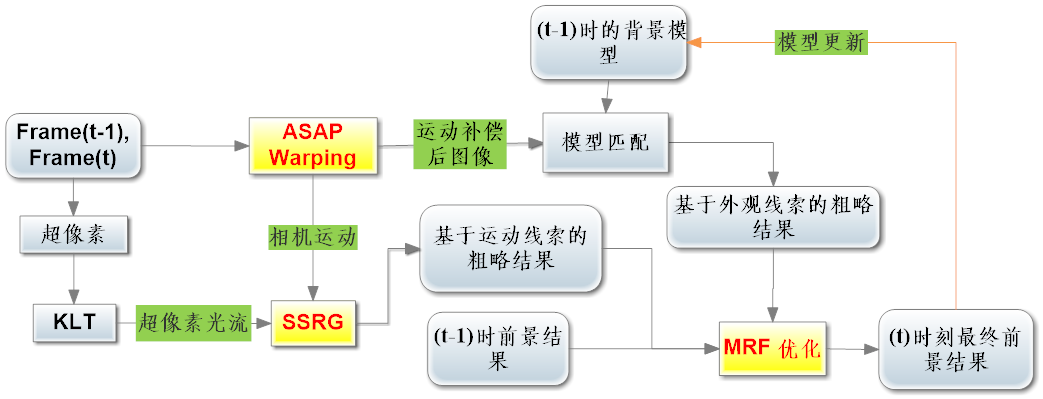 (t-1)时的背景模
型
模型更新
Frame(t-1),
Frame(t)
ASAP
Warping
运动补偿
后图像
模型匹配
超像素
相机运动
基于运动线索的
粗略结果
基于外观线索的粗略
结果
KLT
超像素光流
SSRG
(t-1)时前景结
果
MRF 优化
(t)时刻最终前
景结果